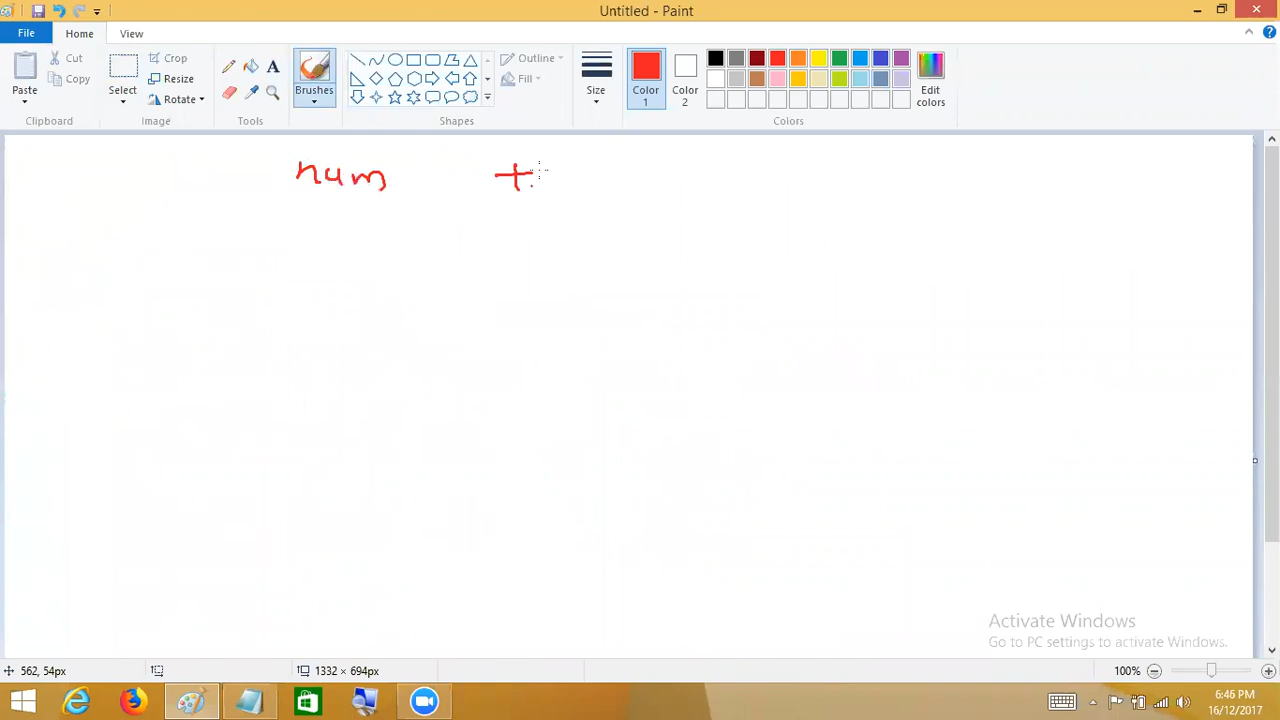 Untitled - Paint
File Home View
Paste Cut Copy Clipboard
Select Crop Resize Rotate Image
A Tools
Brushes
Outline Fill Shapes
Size
Color 1 Color 2 Edit colors Colors
num
Activate Windows
Go to PC settings to activate Windows.
562, 54px 1332 × 694px 100%
6:46 PM
16/12/2017